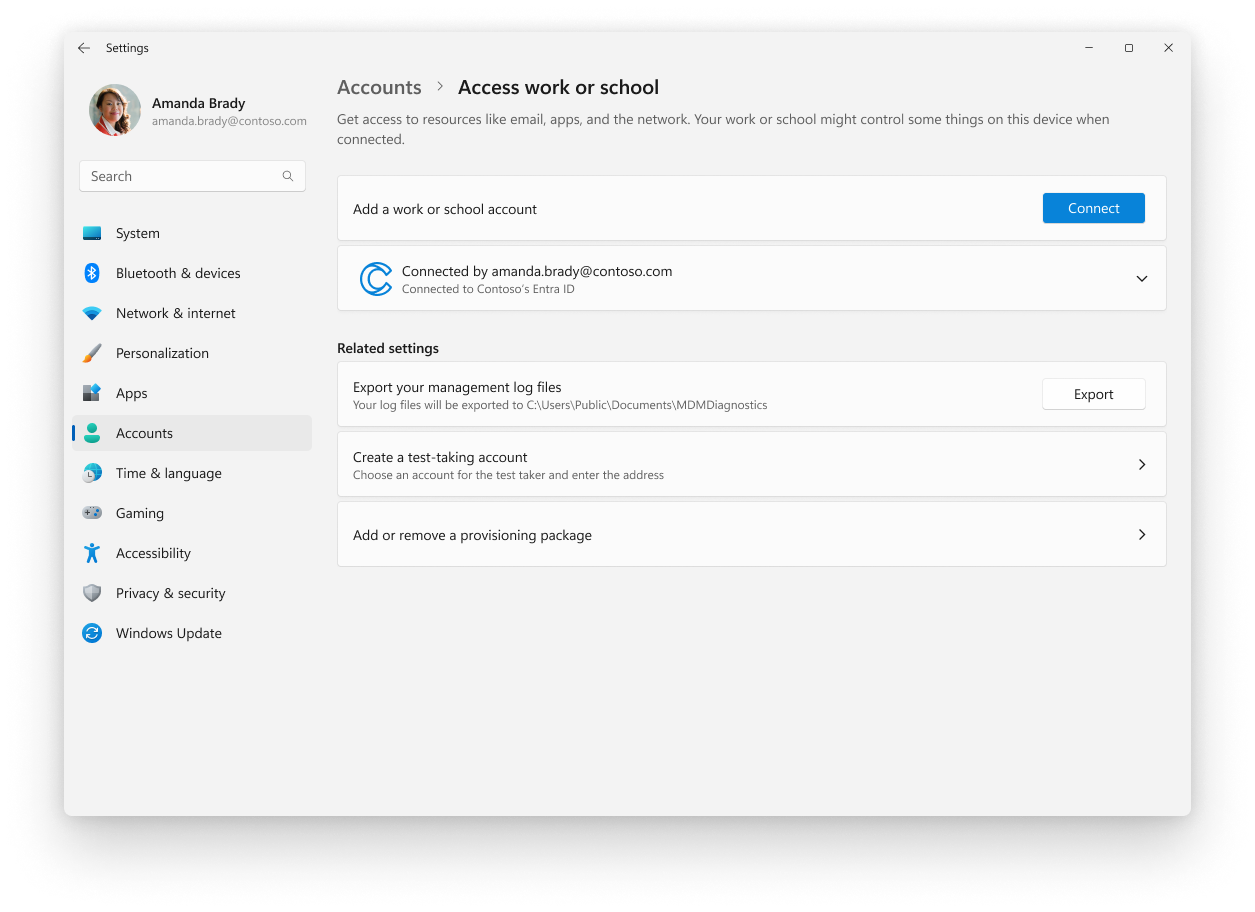 Settings
Amanda Brady
amanda.brady@contoso.com
Search
System
Bluetooth & devices
Network & internet
Personalization
Apps
Accounts
Time & language
Gaming
Accessibility
Privacy & security
Windows Update
Accounts > Access work or school
Get access to resources like email, apps, and the network. Your work or school might control some things on this device when
connected.
Add a work or school account
Connect
Connected by amanda.brady@contoso.com
Connected to Contoso's Entra ID
Related settings
Export your management log files
Your log files will be exported to C:\Users\Public\Documents\MDMDiagnostics
Export
Create a test-taking account
Choose an account for the test taker and enter the address
Add or remove a provisioning package